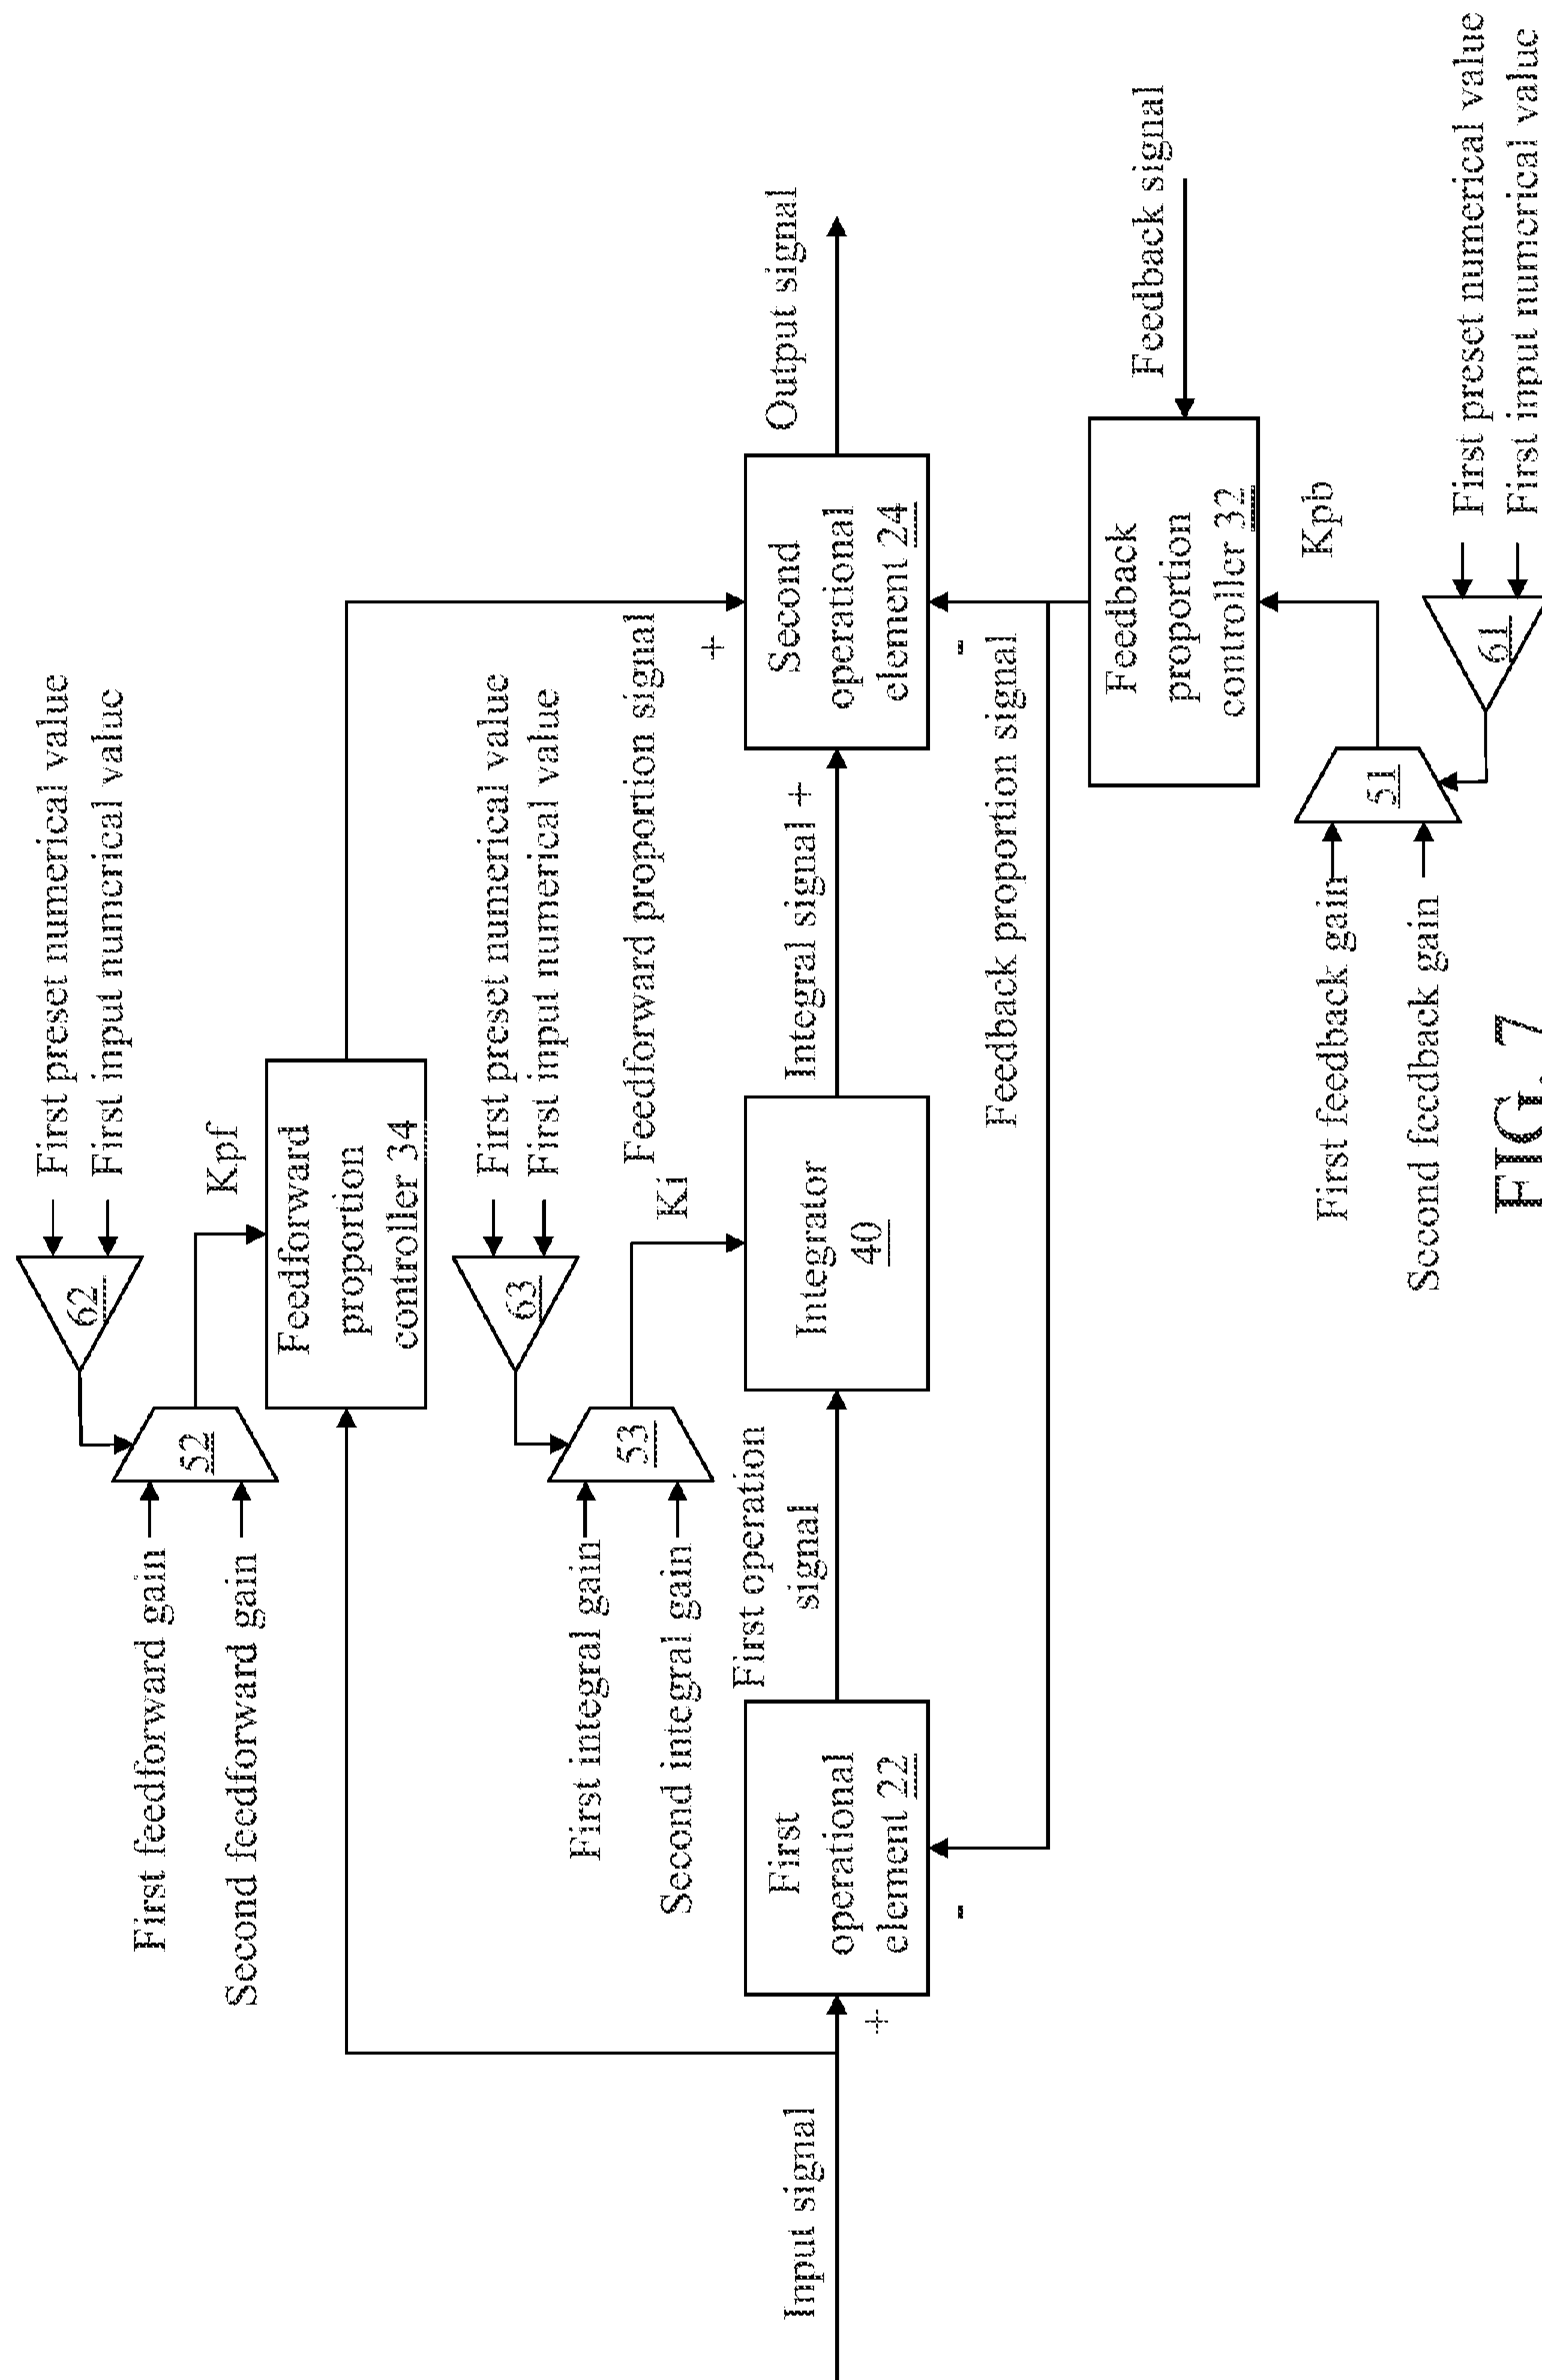 First preset numerical value
First input numerical value
62
Kpf
First feedforward gain
Second feedforward gain
52
Feedforward
proportion
controller 34
First preset numerical value
First input numerical value
63
Ki
Feedforward proportion signal
First integral gain
Second integral gain
53
+
Input signal
+
First
operational
element 22
-
First operation
signal
Integrator
40
Integral signal +
Second
operational
element 24
Output signal
-
Feedback proportion signal
Feedback
proportion
controller 32
Feedback signal
Kpb
First feedback gain
Second feedback gain
51
61
First preset numerical value
First input numerical value
FIG. 7